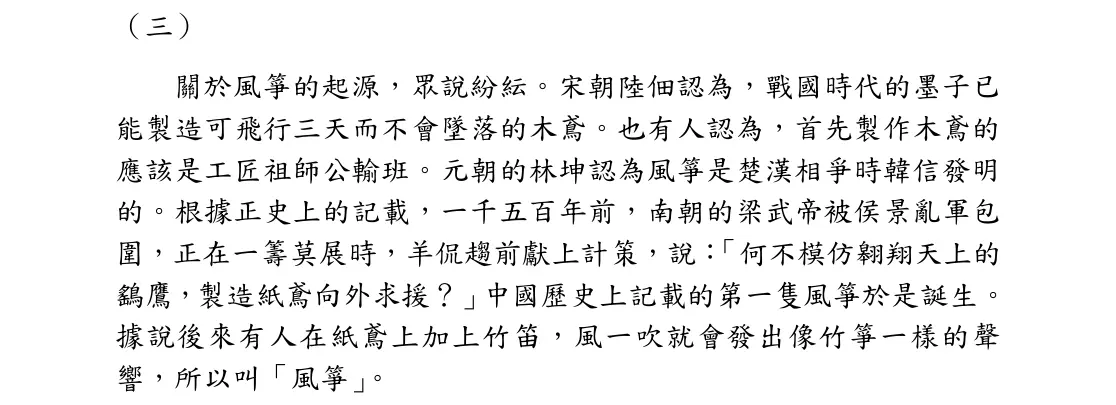 （三）
關於風箏的起源，眾說紛紜。宋朝陸佃認為，戰國時代的墨子已
能製造可飛行三天而不會墜落的木鳶。也有人認為，首先製作木鳶的
應該是工匠祖師公輸班。元朝的林坤認為風箏是楚漢相爭時韓信發明
的。根據正史上的記載，一千五百年前，南朝的梁武帝被侯景亂軍包
圍，正在一籌莫展時，羊侃趨前獻上計策，說：「何不模仿翱翔天上的
鷂鷹，製造紙鳶向外求援？」中國歷史上記載的第一隻風箏於是誕生。
據說後來有人在紙鳶上加上竹笛，風一吹就會發出像竹箏一樣的聲
響，所以叫「風箏」。